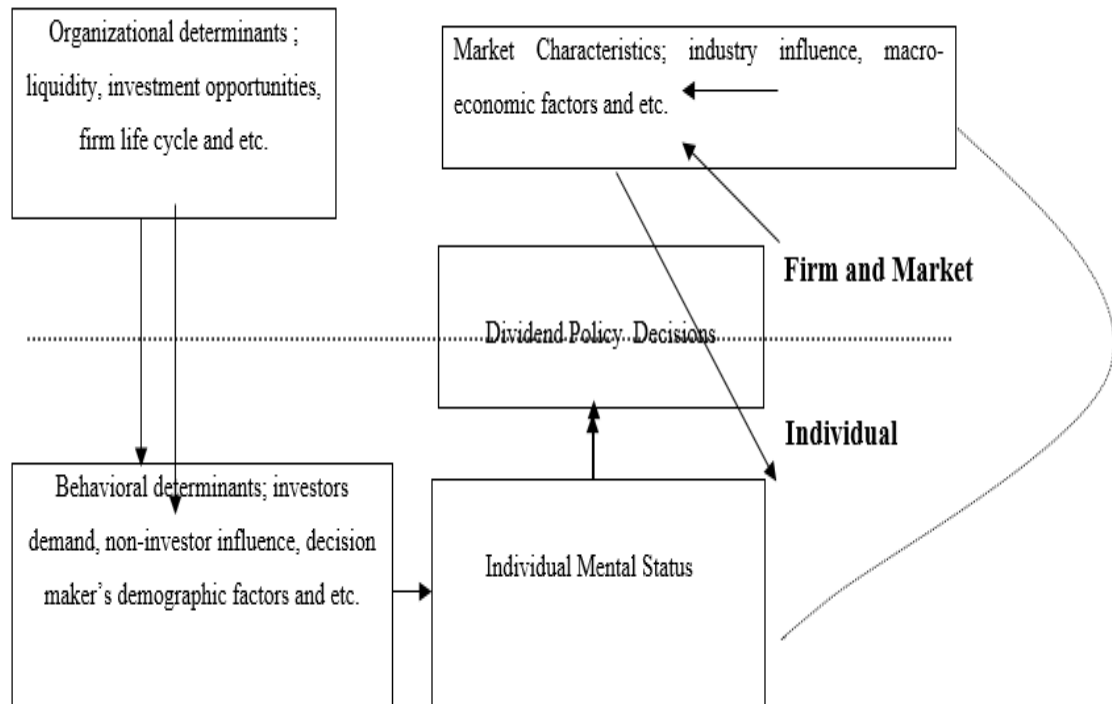 Organizational determinants ;
liquidity, investment opportunities,
firm life cycle and etc.
Market Characteristics; industry influence, macro-
economic factors and etc.
Firm and Market
Dividend Policy Decisions
Individual
Behavioral determinants; investors
demand, non-investor influence, decision
maker’s demographic factors and etc.
Individual Mental Status